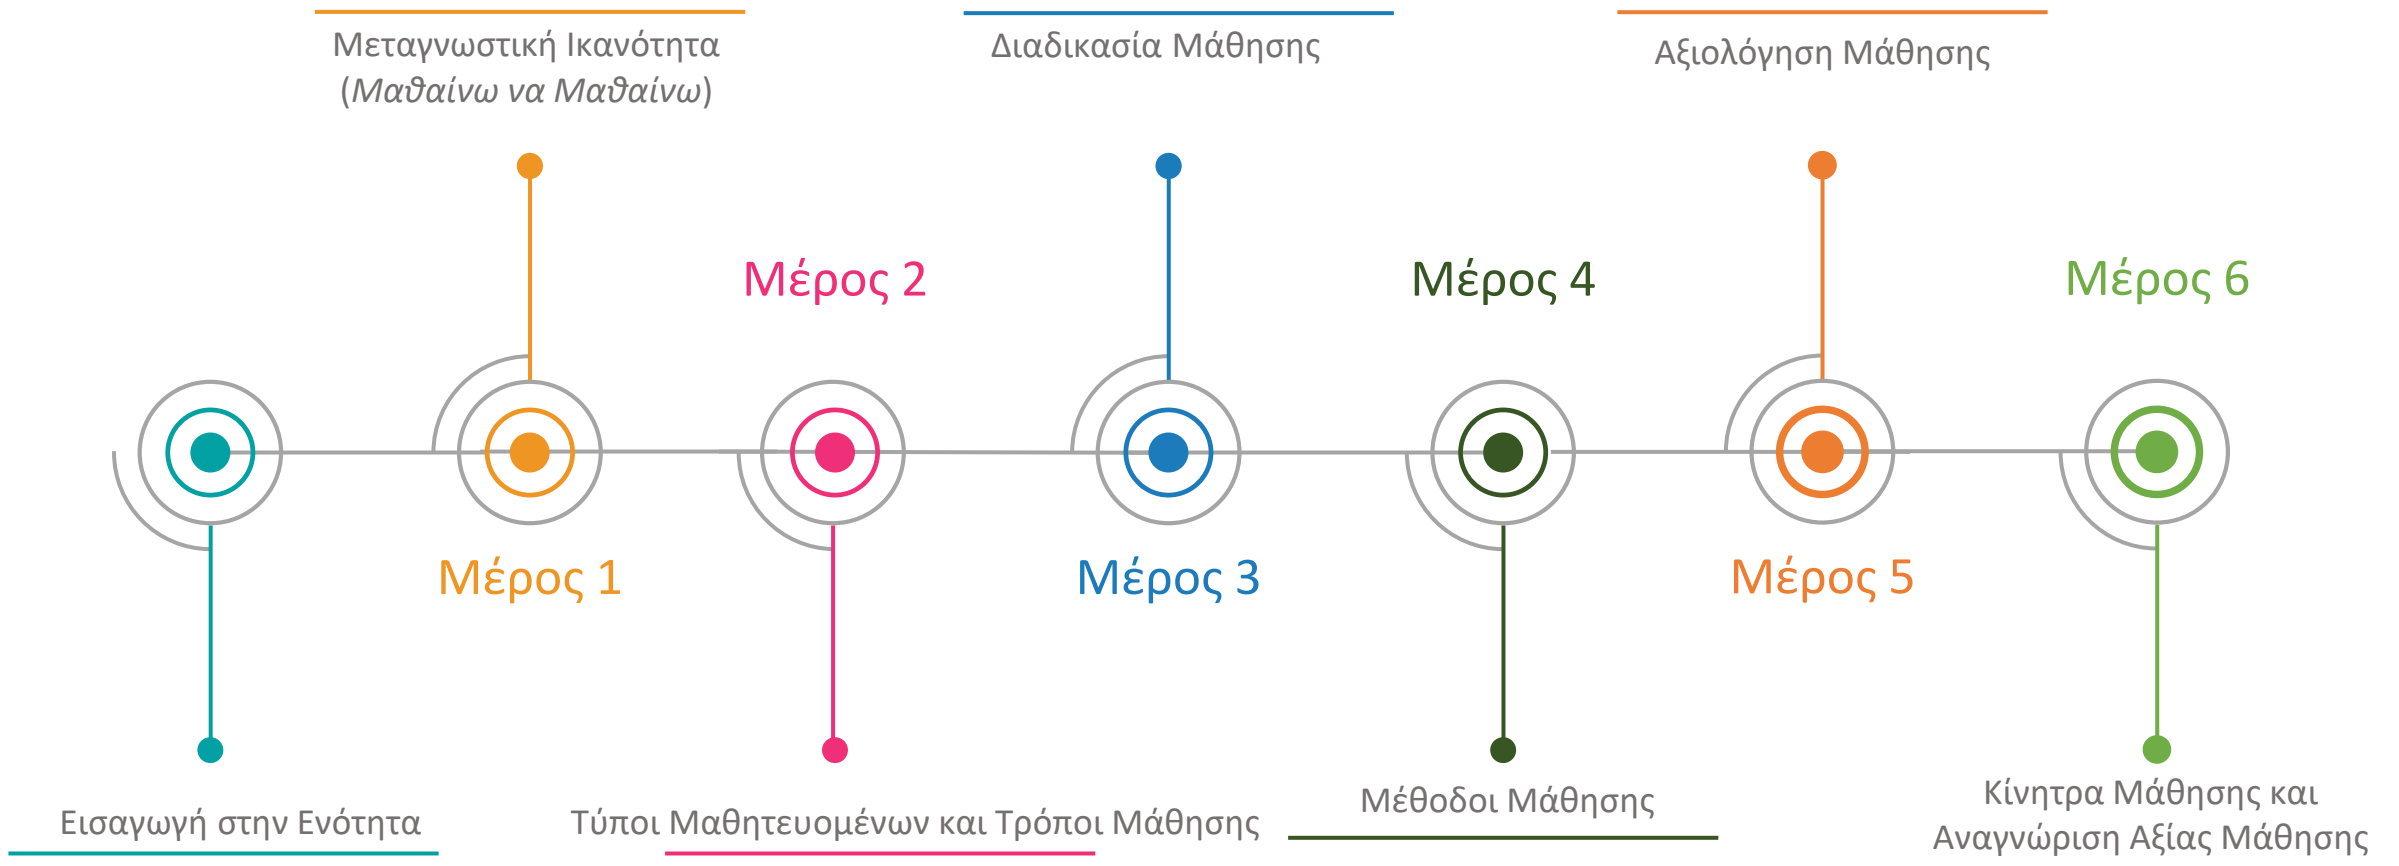 Μεταγνωστική Ικανότητα
(Μαθαίνω να Μαθαίνω)
Διαδικασία Μάθησης
Αξιολόγηση Μάθησης
Μέρος 2
Μέρος 4
Μέρος 6
Μέρος 1
Μέρος 3
Μέρος 5
Εισαγωγή στην Ενότητα
Τύποι Μαθητευομένων και Τρόποι Μάθησης
Μέθοδοι Μάθησης
Κίνητρα Μάθησης και
Αναγνώριση Αξίας Μάθησης